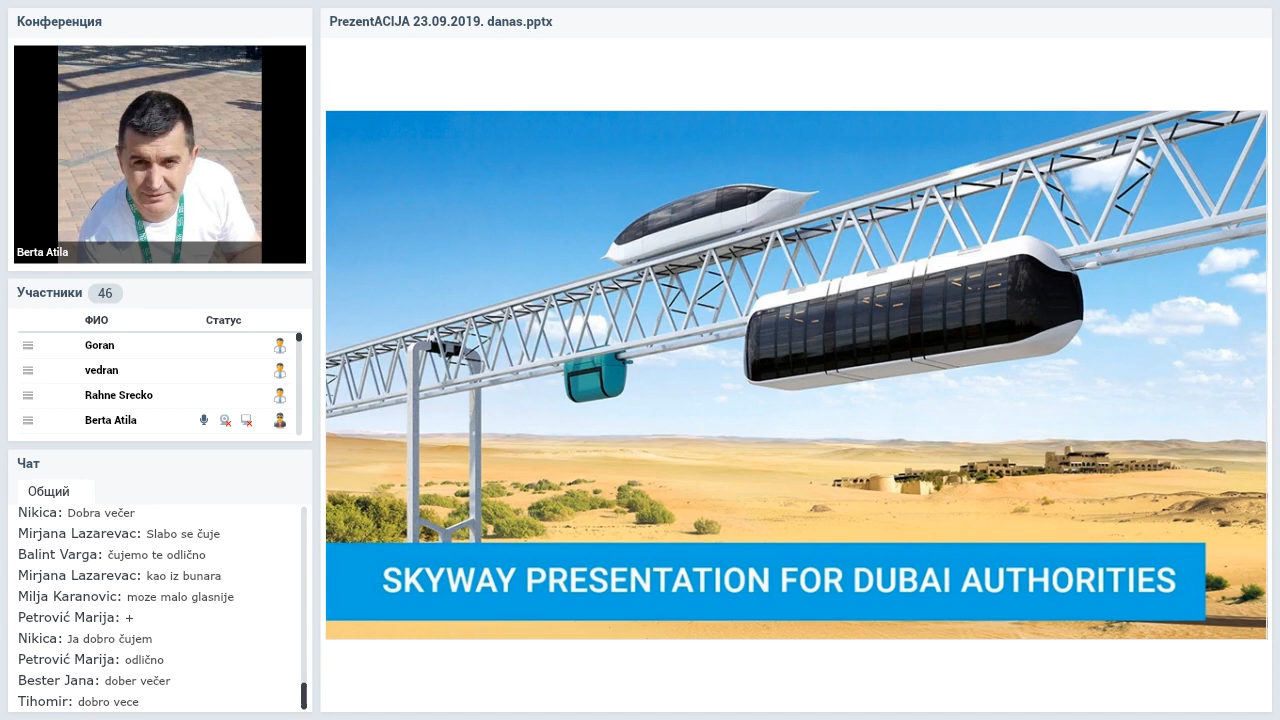 Конференция
Berta Atila
Участники 46
ФИО Статус
Goran
vedran
Rahne Srecko
Berta Atila
Чат
Общий
Nikica: Dobra večer
Mirjana Lazarevac: Slabo se čuje
Balint Varga: čujemo te odlično
Mirjana Lazarevac: kao iz bunara
Milja Karanovic: moze malo glasnije
Petrović Marija: +
Nikica: Ja dobro čujem
Petrović Marija: odlično
Bester Jana: dober večer
Tihomir: dobro vece
PrezentACIJA 23.09.2019. danas.pptx
SKYWAY PRESENTATION FOR DUBAI AUTHORITIES